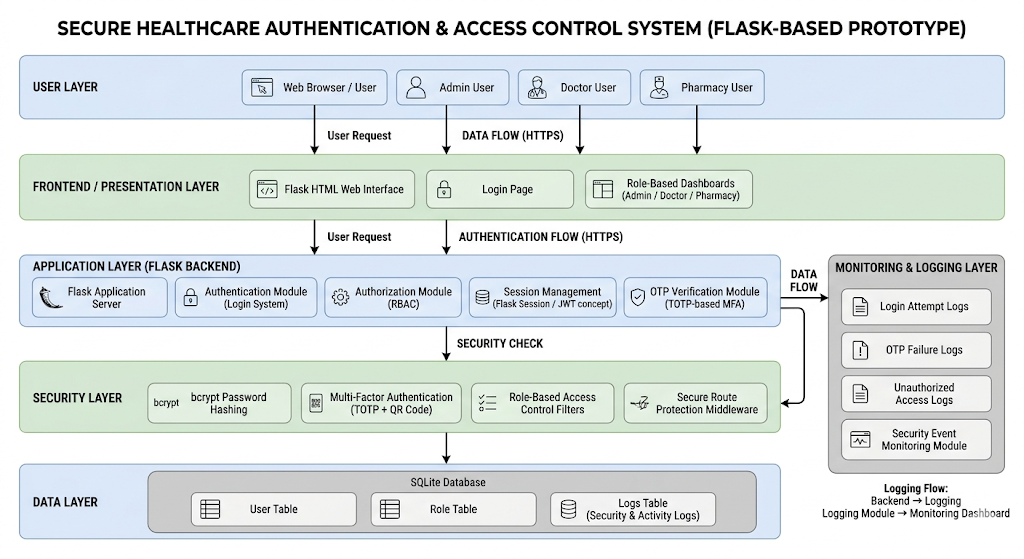 SECURE HEALTHCARE AUTHENTICATION & ACCESS CONTROL SYSTEM (FLASK-BASED PROTOTYPE)
USER LAYER
Web Browser / User
Admin User
Doctor User
Pharmacy User
User Request
DATA FLOW (HTTPS)
FRONTEND / PRESENTATION LAYER
Flask HTML Web Interface
Login Page
Role-Based Dashboards
(Admin / Doctor / Pharmacy)
User Request
AUTHENTICATION FLOW (HTTPS)
APPLICATION LAYER (FLASK BACKEND)
Flask Application
Server
Authentication Module
(Login System)
Authorization Module
(RBAC)
Session Management
(Flask Session / JWT concept)
OTP Verification Module
(TOTP-based MFA)
DATA
FLOW
MONITORING & LOGGING LAYER
Login Attempt Logs
OTP Failure Logs
Unauthorized
Access Logs
Security Event
Monitoring Module
Logging Flow:
Backend → Logging
Logging Module → Monitoring Dashboard
SECURITY CHECK
SECURITY LAYER
bcrypt
bcrypt Password
Hashing
Multi-Factor Authentication
(TOTP + QR Code)
Role-Based Access
Control Filters
Secure Route
Protection Middleware
DATA LAYER
SQLite Database
User Table
Role Table
Logs Table
(Security & Activity Logs)